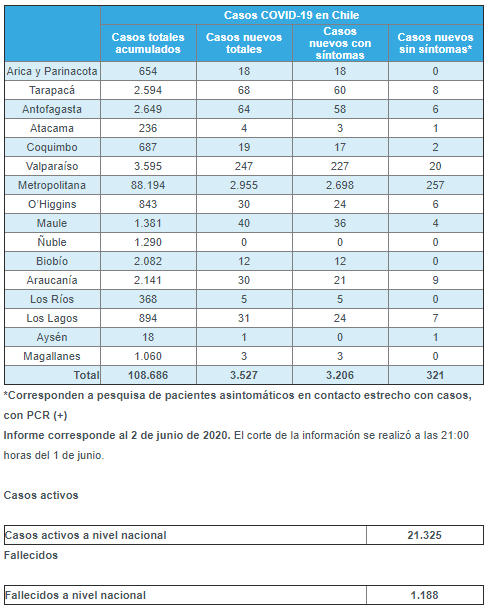 Casos COVID-19 en Chile
Casos totales acumulados Casos nuevos totales Casos nuevos con síntomas Casos nuevos sin síntomas*
Arica y Parinacota 654 18 18 0
Tarapacá 2.594 68 60 8
Antofagasta 2.649 64 58 6
Atacama 236 4 3 1
Coquimbo 687 19 17 2
Valparaíso 3.595 247 227 20
Metropolitana 88.194 2.955 2.698 257
O'Higgins 843 30 24 6
Maule 1.381 40 36 4
Ñuble 1.290 0 0 0
Biobío 2.082 12 12 0
Araucanía 2.141 30 21 9
Los Ríos 368 5 5 0
Los Lagos 894 31 24 7
Aysén 18 1 0 1
Magallanes 1.060 3 3 0
Total 108.686 3.527 3.206 321
*Corresponden a pesquisa de pacientes asintomáticos en contacto estrecho con casos,
con PCR (+)
Informe corresponde al 2 de junio de 2020. El corte de la información se realizó a las 21:00
horas del 1 de junio.
Casos activos
Casos activos a nivel nacional 21.325
Fallecidos
Fallecidos a nivel nacional 1.188